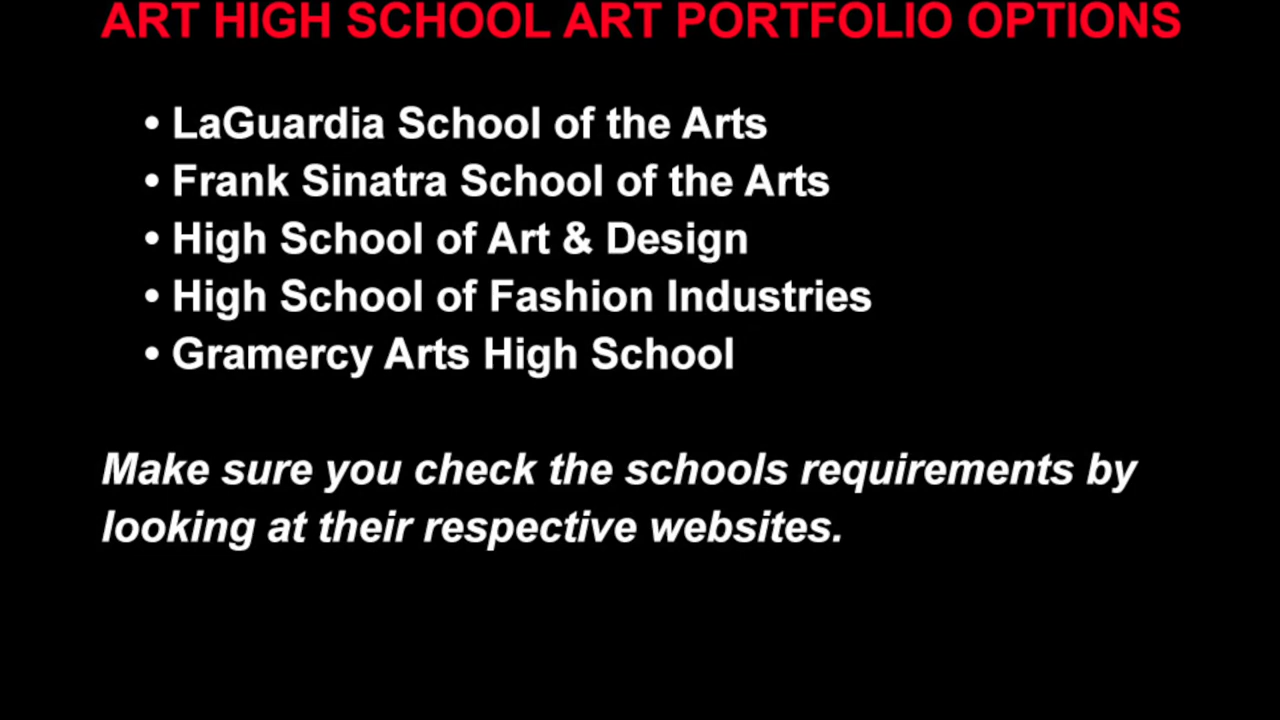 ART HIGH SCHOOL ART PORTFOLIO OPTIONS
• LaGuardia School of the Arts
• Frank Sinatra School of the Arts
• High School of Art & Design
• High School of Fashion Industries
• Gramercy Arts High School
Make sure you check the schools requirements by
looking at their respective websites.